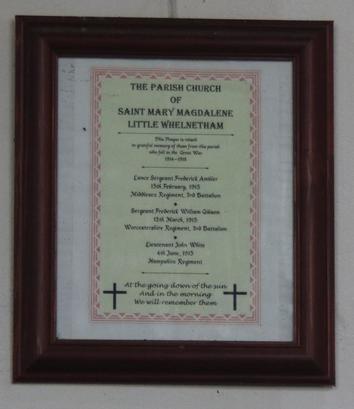 THE PARISH CHURCH
OF
SAINT MARY MAGDALENE
LITTLE WHELNETHAM
This Plaque is raised
in grateful memory of those from this parish
who fell in the Great War
1914-1918
Lance Sergeant Frederick
15th February, 1915
Middlesex Regiment, 3rd Battalion
Sergeant Frederick William
12th March, 1915
Worcestershire Regiment, 3rd Battalion
Lieutenant John
4th June, 1915
Hampshire Regiment
At the going down of the sun
And in the morning
We will remember them